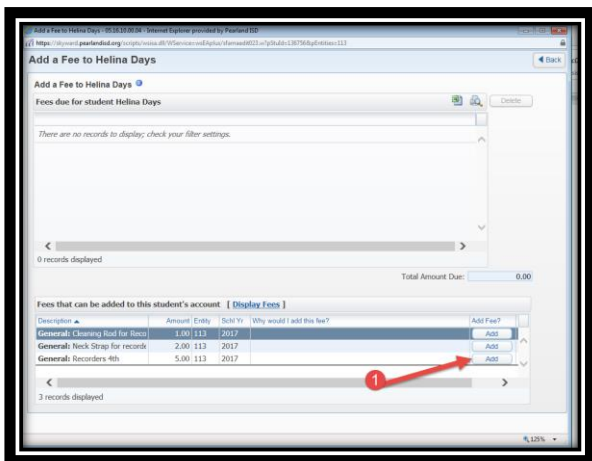 Add a Fee to Helina Days - 05.16.10.00.04 - Internet Explorer provided by Pearland ISD
Add a Fee to Helina Days
Back
Add a Fee to Helina Days
Fees due for student Helina Days
Delete
There are no records to display; check your filter settings.
0 records displayed
Total Amount Due: 0.00
Fees that can be added to this student's account [ Display Fees ]
Description Amount Entity Schl Yr Why would I add this fee? Add Fee?
General: Cleaning Rod for Reco 1.00 113 2017 Add
General: Neck Strap for recorde 2.00 113 2017 Add
General: Recorders 4th 5.00 113 2017 Add
1
3 records displayed
125%